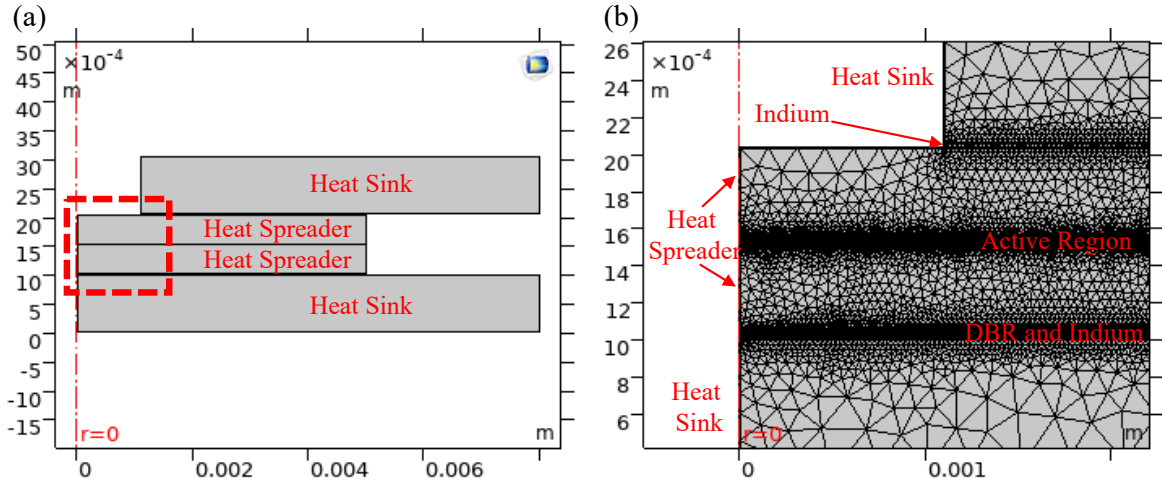 (a)
50
×10⁻⁴
45
m
40
35
30
25
20
15
10
5
0
-5
-10
-15
Heat Sink
Heat Spreader
Heat Spreader
Heat Sink
r=0
m
0
0.002
0.004
0.006
(b)
26
×10⁻⁴
m
24
22
20
18
16
14
12
10
8
6
Heat Sink
Indium
Heat
Spreader
Active Region
DBR and Indium
Heat
Sink
r=0
m
0
0.001